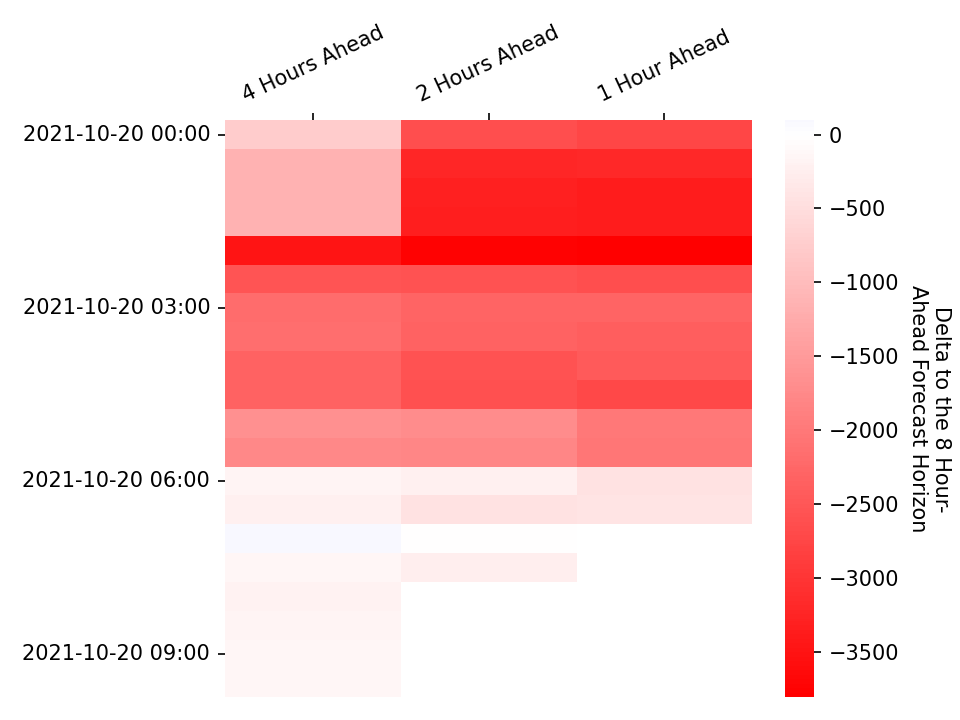 4 Hours Ahead
2 Hours Ahead
1 Hour Ahead
2021-10-20 00:00
2021-10-20 03:00
2021-10-20 06:00
2021-10-20 09:00
0
−500
−1000
−1500
−2000
−2500
−3000
−3500
Delta to the 8 Hour-
Ahead Forecast Horizon